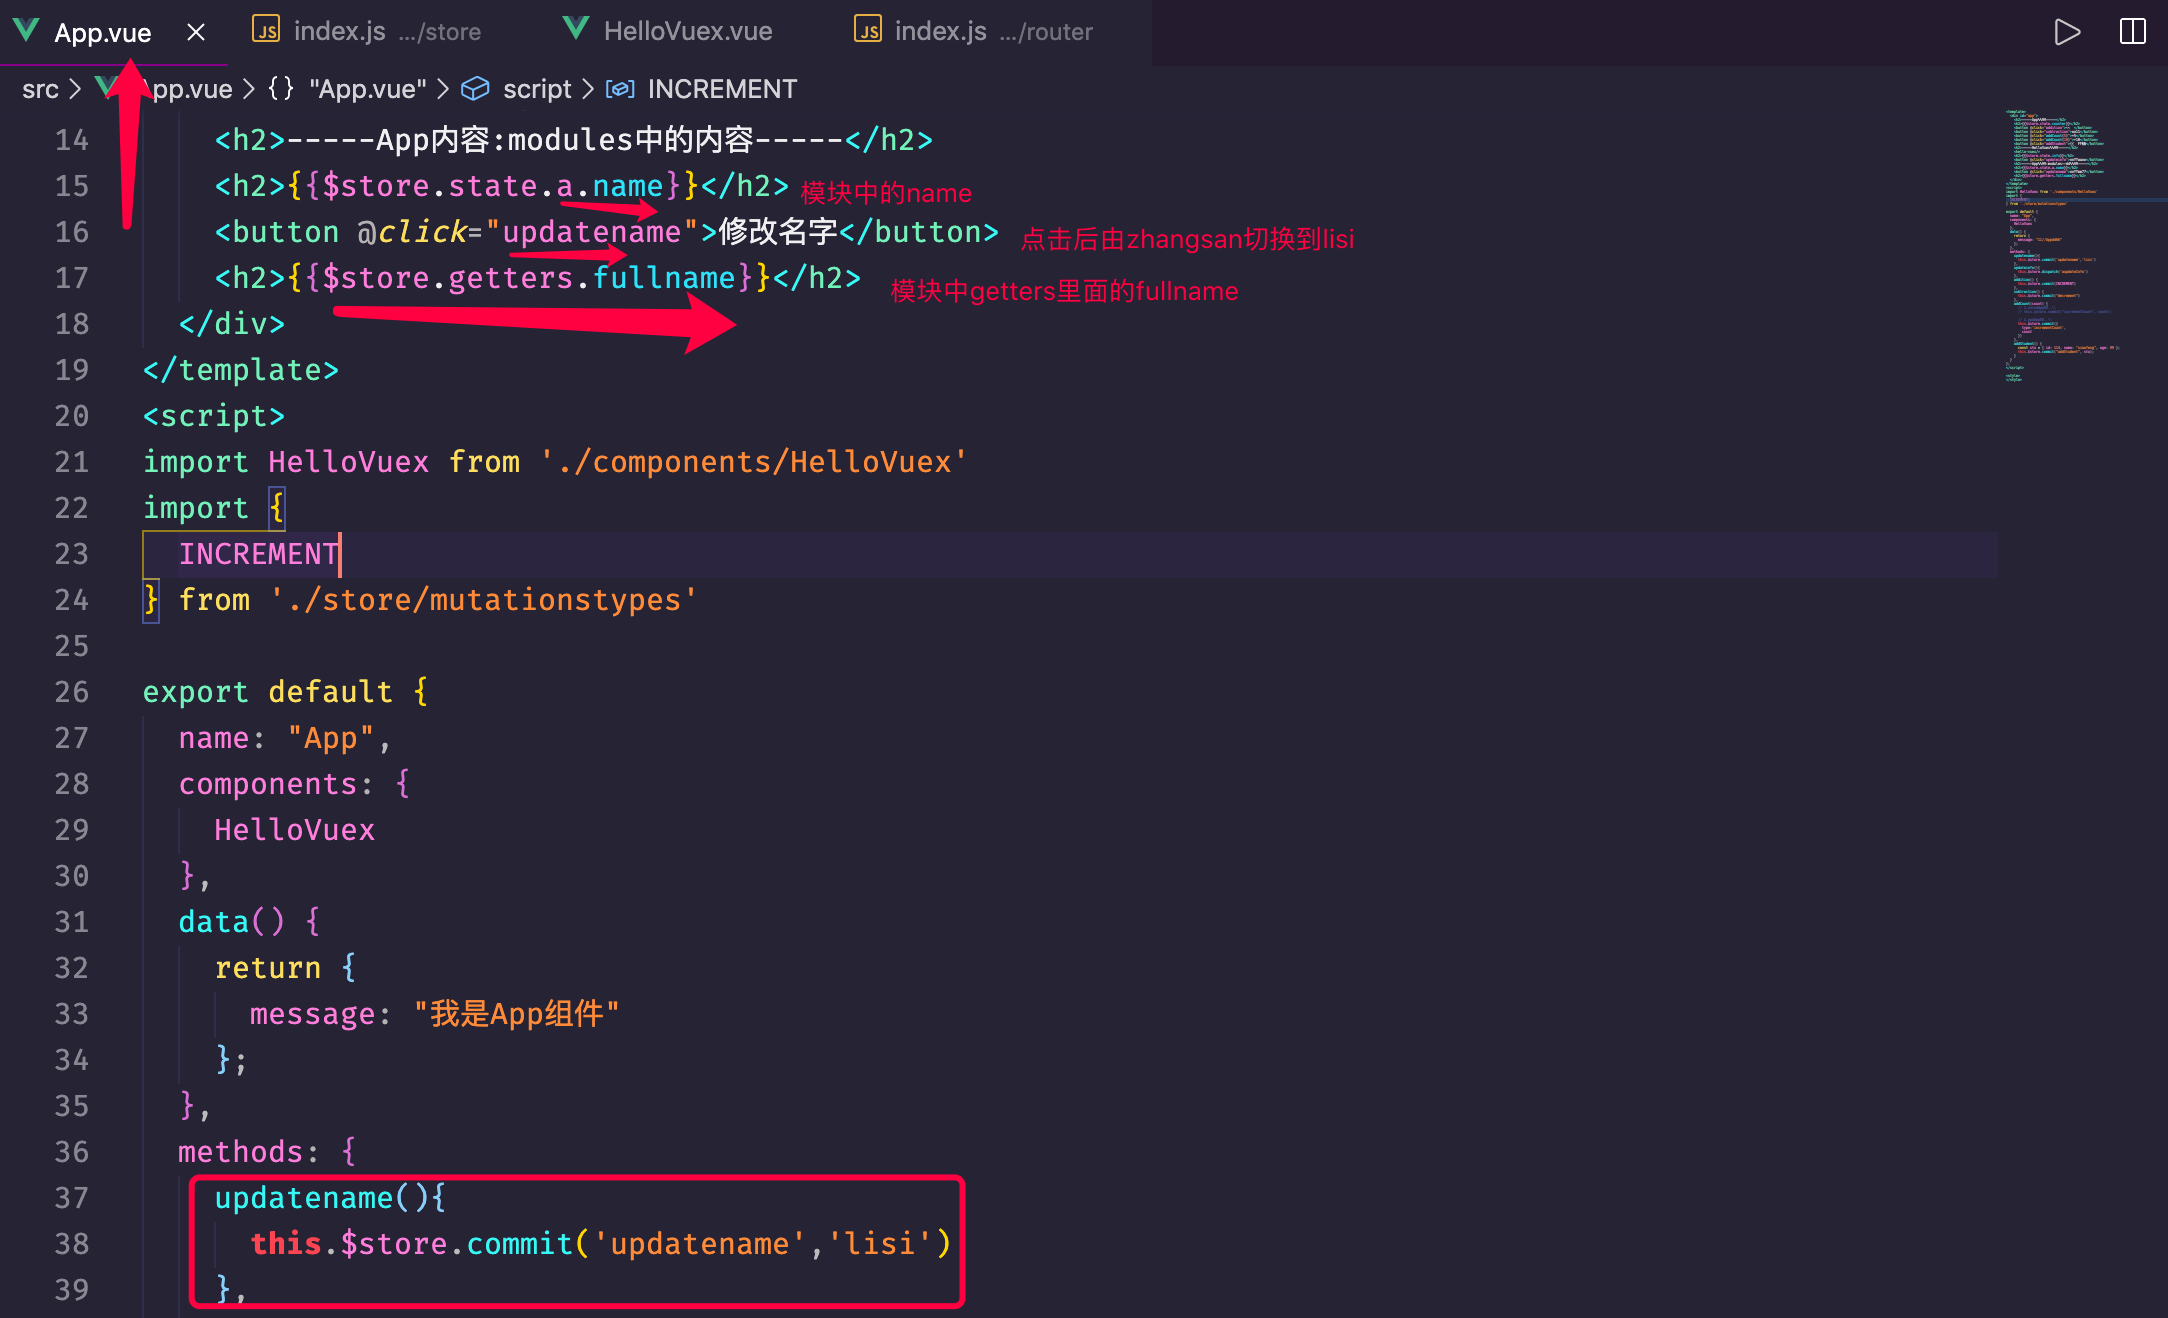 App.vue index.js .../store HelloVuex.vue index.js .../router
src > pp.vue > {} "App.vue" > script > INCREMENT
14 <h2>-----App内容:modules中的内容-----</h2>
15 <h2>{{$store.state.a.name}}</h2> 模块中的name
16 <button @click="updatename">修改名字</button> 点击后由zhangsan切换到lisi
17 <h2>{{$store.getters.fullname}}</h2> 模块中getters里面的fullname
18 </div>
19 </template>
20 <script>
21 import HelloVuex from './components/HelloVuex'
22 import {
23 INCREMENT
24 } from './store/mutationstypes'
25
26 export default {
27 name: "App",
28 components: {
29 HelloVuex
30 },
31 data() {
32 return {
33 message: "我是App组件"
34 };
35 },
36 methods: {
37 updatename(){
38 this.$store.commit('updatename','lisi')
39 },